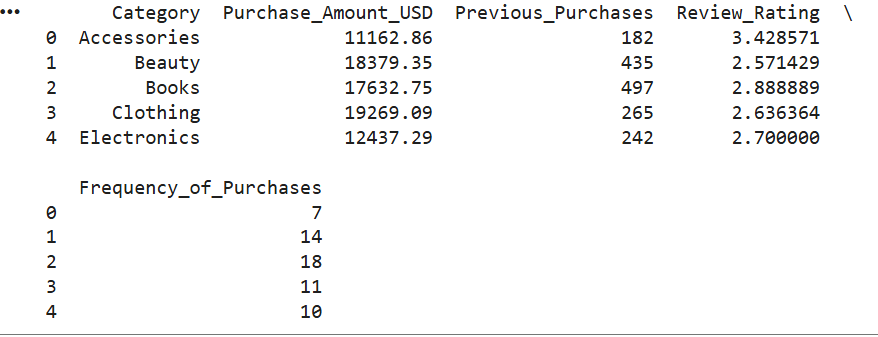 ••• Category Purchase_Amount_USD Previous_Purchases Review_Rating \
0 Accessories 11162.86 182 3.428571
1 Beauty 18379.35 435 2.571429
2 Books 17632.75 497 2.888889
3 Clothing 19269.09 265 2.636364
4 Electronics 12437.29 242 2.700000
Frequency_of_Purchases
0 7
1 14
2 18
3 11
4 10